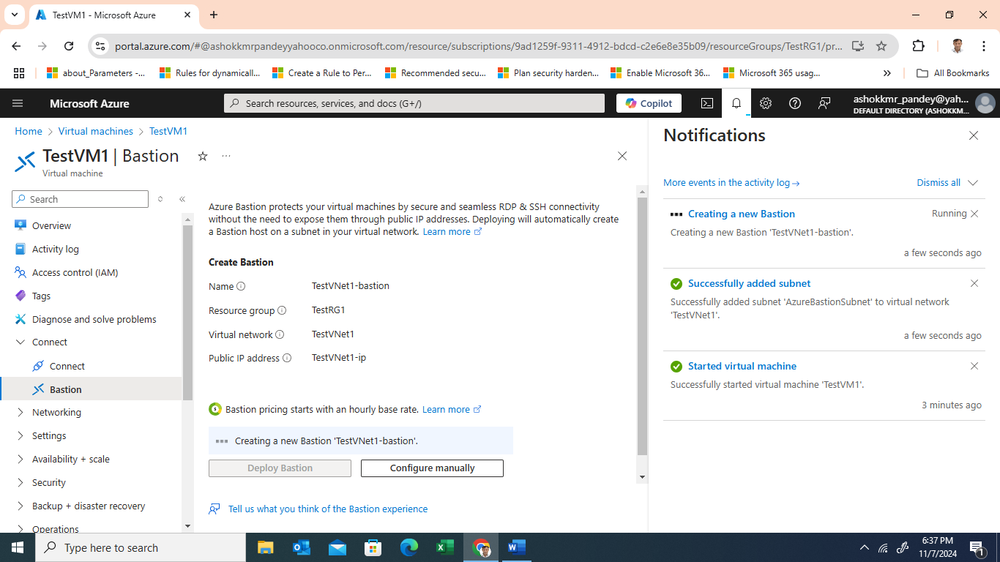 TestVM1 - Microsoft Azure
portal.azure.com/#@ashokkmrpandeyyahooco.onmicrosoft.com/resource/subscriptions/9ad1259f-9311-4912-bdcd-c2e6e8e35b09/resourceGroups/TestRG1/pr...
about_Parameters -...
Rules for dynamicall...
Create a Rule to Per...
Recommended secu...
Plan security harden...
Enable Microsoft 36...
Microsoft 365 usag...
All Bookmarks
Microsoft Azure
Search resources, services, and docs (G+/)
Copilot
ashokkmr_pandey@yah...
DEFAULT DIRECTORY (ASHOKKM...
Home > Virtual machines > TestVM1
TestVM1 | Bastion
Virtual machine
Search
Overview
Activity log
Access control (IAM)
Tags
Diagnose and solve problems
Connect
Connect
Bastion
Networking
Settings
Availability + scale
Security
Backup + disaster recovery
Operations
Azure Bastion protects your virtual machines by secure and seamless RDP & SSH connectivity
without the need to expose them through public IP addresses. Deploying will automatically create
a Bastion host on a subnet in your virtual network. Learn more
Create Bastion
Name TestVNet1-bastion
Resource group TestRG1
Virtual network TestVNet1
Public IP address TestVNet1-ip
Bastion pricing starts with an hourly base rate. Learn more
Creating a new Bastion 'TestVNet1-bastion'.
Deploy Bastion
Configure manually
Tell us what you think of the Bastion experience
Notifications
More events in the activity log →
Dismiss all
Creating a new Bastion
Running
Creating a new Bastion 'TestVNet1-bastion'.
a few seconds ago
Successfully added subnet
Successfully added subnet 'AzureBastionSubnet' to virtual network
'TestVNet1'.
a few seconds ago
Started virtual machine
Successfully started virtual machine 'TestVM1'.
3 minutes ago
Type here to search
6:37 PM
11/7/2024
1